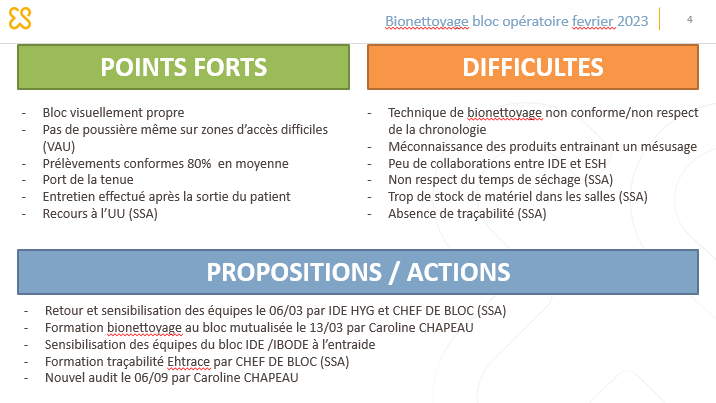 Bionettoyage bloc opératoire fevrier 2023
4
POINTS FORTS
- Bloc visuellement propre
- Pas de poussière même sur zones d'accès difficiles
(VAU)
- Prélèvements conformes 80% en moyenne
- Port de la tenue
- Entretien effectué après la sortie du patient
- Recours à l'UU (SSA)
DIFFICULTES
- Technique de bionettoyage non conforme/non respect
de la chronologie
- Méconnaissance des produits entrainant un mésusage
- Peu de collaborations entre IDE et ESH
- Non respect du temps de séchage (SSA)
- Trop de stock de matériel dans les salles (SSA)
- Absence de traçabilité (SSA)
PROPOSITIONS / ACTIONS
- Retour et sensibilisation des équipes le 06/03 par IDE HYG et CHEF DE BLOC (SSA)
- Formation bionettoyage au bloc mutualisée le 13/03 par Caroline CHAPEAU
- Sensibilisation des équipes du bloc IDE /IBODE à l'entraide
- Formation traçabilité Ehtrace par CHEF DE BLOC (SSA)
- Nouvel audit le 06/09 par Caroline CHAPEAU